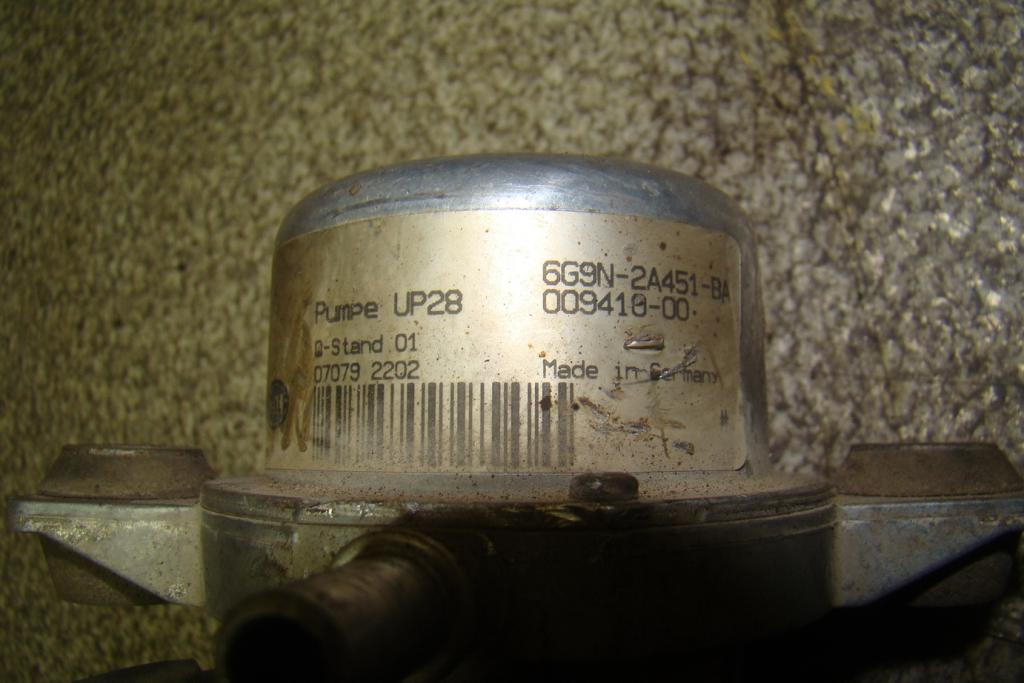 Pumpe UP28
6G9N-2A451-BA
009410-00
Q-Stand 01
07079 2202
Made in Germany